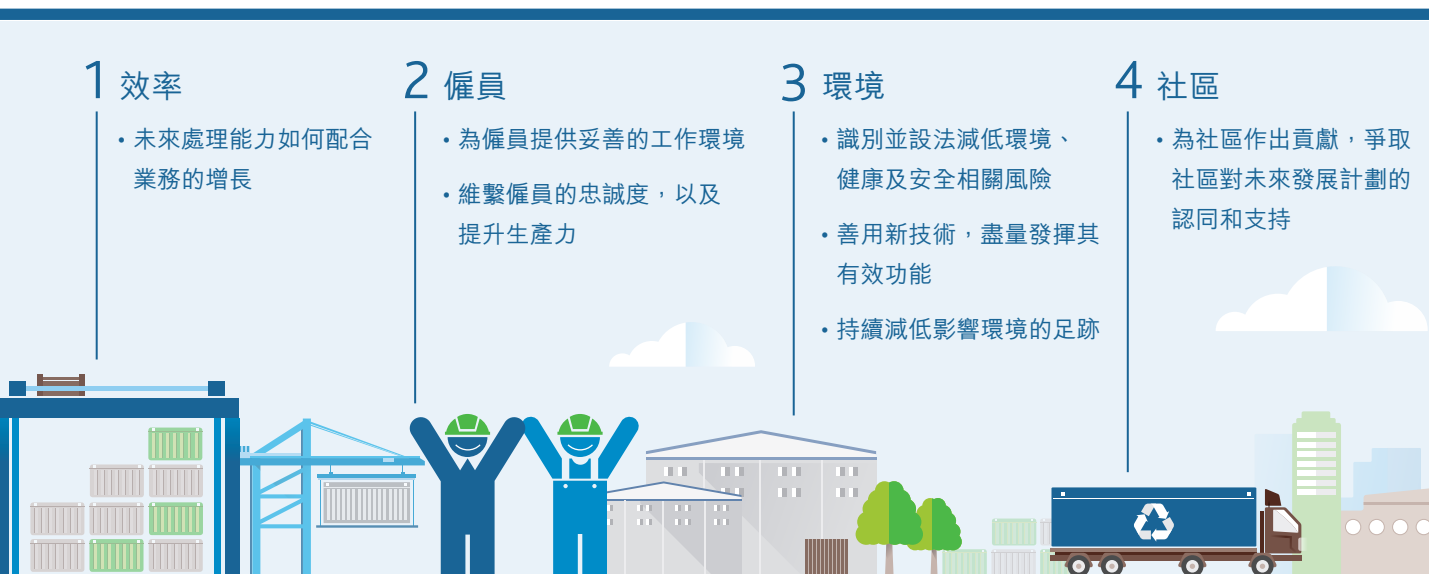 1 效率
• 未來處理能力如何配合
業務的增長
2 僱員
• 為僱員提供妥善的工作環境
• 維繫僱員的忠誠度，以及
提升生產力
3 環境
• 識別並設法減低環境、
健康及安全相關風險
• 善用新技術，盡量發揮其
有效功能
• 持續減低影響環境的足跡
4 社區
• 為社區作出貢獻，爭取
社區對未來發展計劃的
認同和支持